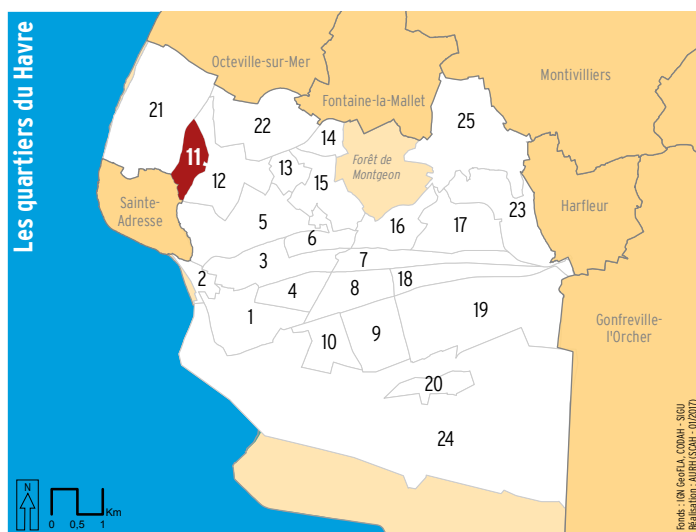 Les quartiers du Havre
Octeville-sur-Mer
Montivilliers
Fontaine-la-Mallet
21
22
14
25
11
13
Forêt de
Montgeon
12
15
Sainte-
Adresse
Harfleur
23
5
16
17
6
3
7
2
18
4
8
1
19
Gonfreville-
l'Orcher
10
9
20
24
N
0
0,5
1
Km
Fonds : IGN GeoFLA, CODAH - SIGU
Réalisation : AURH (SCAH - 01/2017)